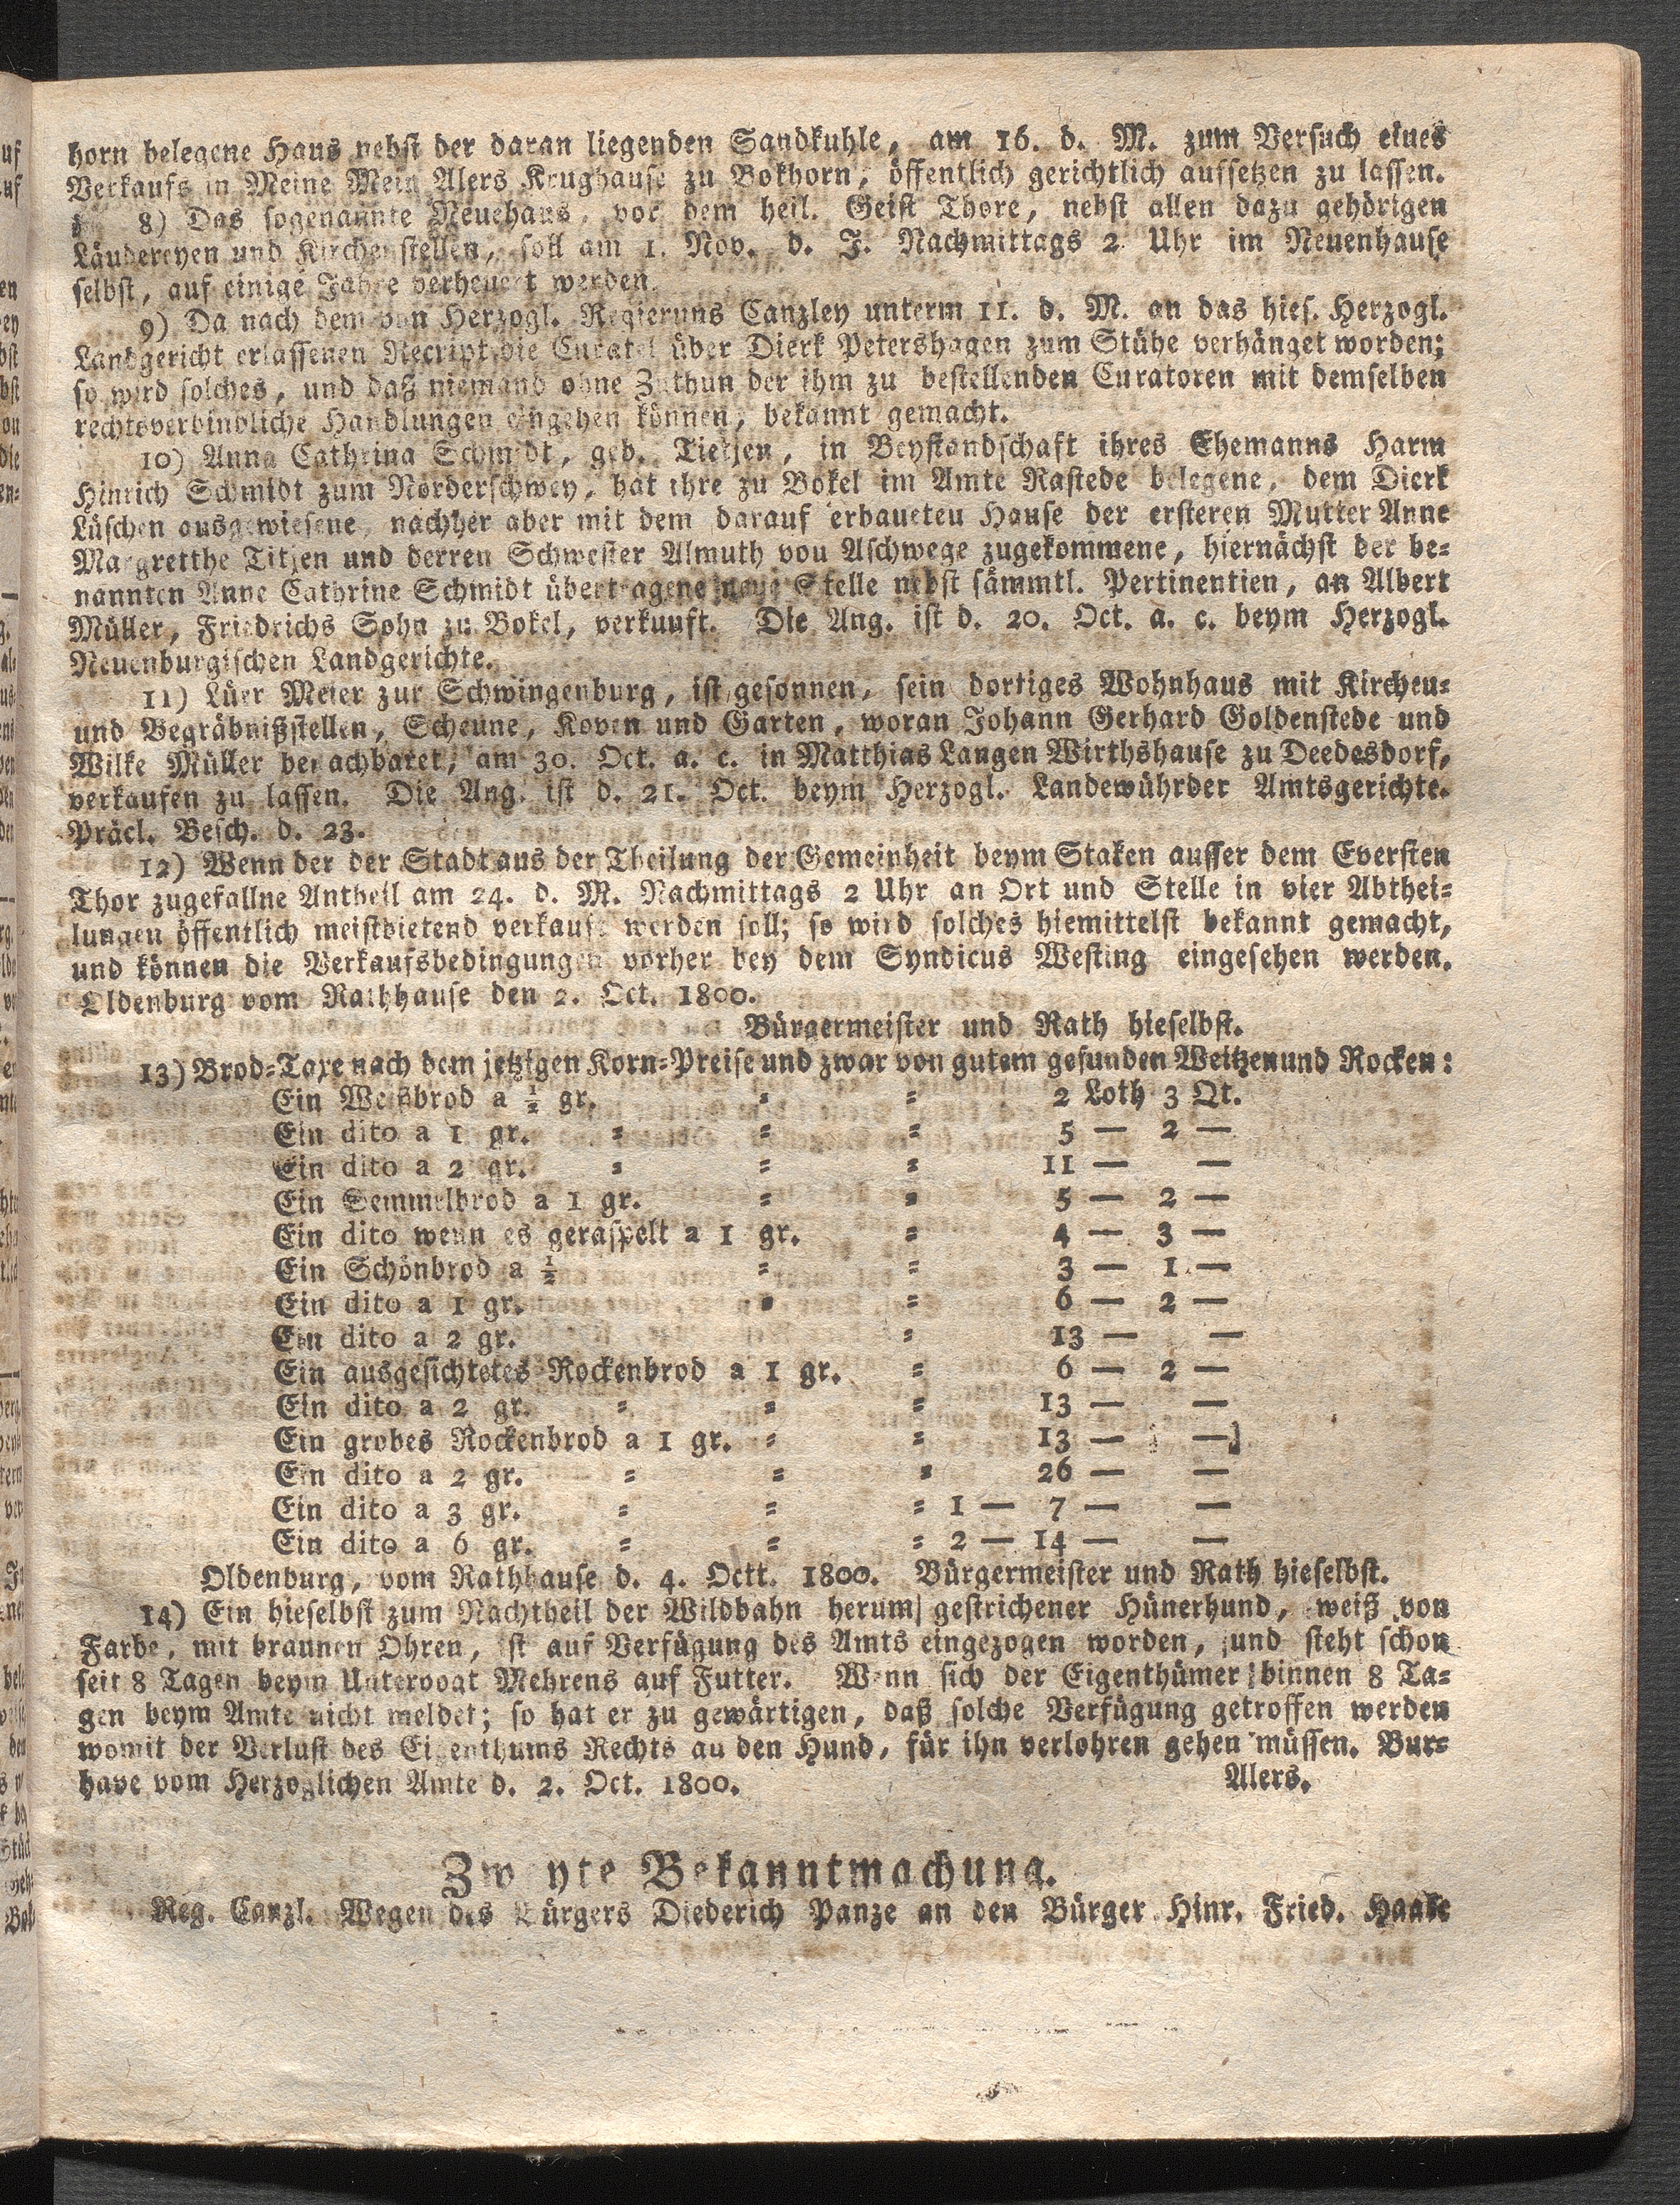 horn belegene Haus nebst der daran liegenden Sandkuhle, am 16. d. M. zum Versuch eines
Verkaufs in Meine Mein Alers Krughause zu Bokhorn, öffentlich gerichtlich aussetzen zu lassen.
8) Das sogenannte Neuehaus, vor dem heil. Geist Thore, nebst allen dazu gehörigen
Ländereyen und Kirchenstellen, soll am 1. Nov. d. J. Nachmittags 2 Uhr im Neuenhause
selbst, auf einige Jahre verheuert werden.
9) Da nach dem von Herzogl. Regieruns Canzley unterm 11. d. M. an das hies. Herzogl.
Landgericht erlassenen Recript die Curatel über Dierk Petershagen zum Stühe verhänget worden;
so wird solches, und daß niemand ohne Zuthun der ihm zu bestellenden Curatoren mit demselben
rechtsverbindliche Handlungen eingehen können, bekannt gemacht.
10) Anna Cathrina Schmidt, geb. Tietjen, in Beystandschaft ihres Ehemanns Harm
Hinrich Schmidt zum Norderschwey, hat ihre zu Bokel im Amte Rastede belegene, dem Dierk
Lüschen ausgewiesene, nachher aber mit dem darauf erbaueten Hause der ersteren Mutter Anne
Margretthe Titjen und derren Schwester Almuth von Aschwege zugekommene, hiernächst der be-
nannten Anne Cathrine Schmidt übertragene neue Stelle nebst sämmtl. Pertinentien, an Albert
Müller, Friedrichs Sohn zu Bokel, verkauft. Die Ang. ist d. 20. Oct. a. c. beym Herzogl.
Neuenburgischen Landgerichte.
11) Lüer Meier zur Schwingenburg, ist gesonnen, sein dortiges Wohnhaus mit Kirchen-
und Begräbnißstellen, Scheune, Koven und Garten, woran Johann Gerhard Goldenstede und
Wilke Müller benachbaret, am 30. Oct. a. c. in Matthias Langen Wirthshause zu Deedesdorf,
verkaufen zu lassen. Die Ang. ist d. 21. Oct. beym Herzogl. Landewührder Amtsgerichte.
Präcl. Besch. d. 23.
12) Wenn der der Stadt aus der Theilung der Gemeinheit beym Staken ausser dem Eversten
Thor zugefallne Antheil am 24. d. M. Nachmittags 2 Uhr an Ort und Stelle in vier Abthei-
lungen öffentlich meistbietend verkauft werden soll; so wird solches hiemittelst bekannt gemacht,
und können die Verkaufsbedingungen vorher bey dem Syndicus Westing eingesehen werden.
Oldenburg vom Rathhause den 2. Oct. 1800.
Bürgermeister und Rath hieselbst.
13) Brod-Taxe nach dem jetzigen Korn-Preise und zwar von gutem gesunden Weitzen und Rocken:
Ein Weisbrod a ½ gr. = = 2 Loth 3 Qt.
Ein dito a 1 gr. = = = 5 — 2 —
Ein dito a 2 gr. = = = 11 — —
Ein Semmelbrod a 1 gr. = = 5 — 2 —
Ein dito wenn es geraspelt a 1 gr. = 4 — 3 —
Ein Schönbrod a ½ = = 3 — 1 —
Ein dito a 1 gr. = = 6 — 2 —
Ein dito a 2 gr. = 13 — —
Ein ausgesichtetes Rockenbrod a 1 gr. = 6 — 2 —
Ein dito a 2 gr. = = = 13 — —
Ein grobes Rockenbrod a 1 gr. = = 13 — —
Ein dito a 2 gr. = = = 26 — —
Ein dito a 3 gr. = = = 1 — 7 — —
Ein dito a 6 gr. = = = 2 — 14 — —
Oldenburg, vom Rathhause d. 4. Octt. 1800. Bürgermeister und Rath hieselbst.
14) Ein hieselbst zum Nachtheil der Wildbahn herum gestrichener Hünerhund, weiß von
Farbe, mit braunen Ohren, ist auf Verfügung des Amts eingezogen worden, und steht schon
seit 8 Tagen beym Untervogt Mehrens auf Futter. Wenn sich der Eigenthümer binnen 8 Ta-
gen beym Amte nicht meldet; so hat er zu gewärtigen, daß solche Verfügung getroffen werden
womit der Verlust des Eigenthums Rechts an den Hund, für ihn verlohren gehen müssen. Bur-
have vom Herzoglichen Amte d. 2. Oct. 1800. Alers.
Zweyte Bekanntmachung.
Reg. Canzl. Wegen des Bürgers Diederich Panze an den Bürger Hinr. Fried. Haake